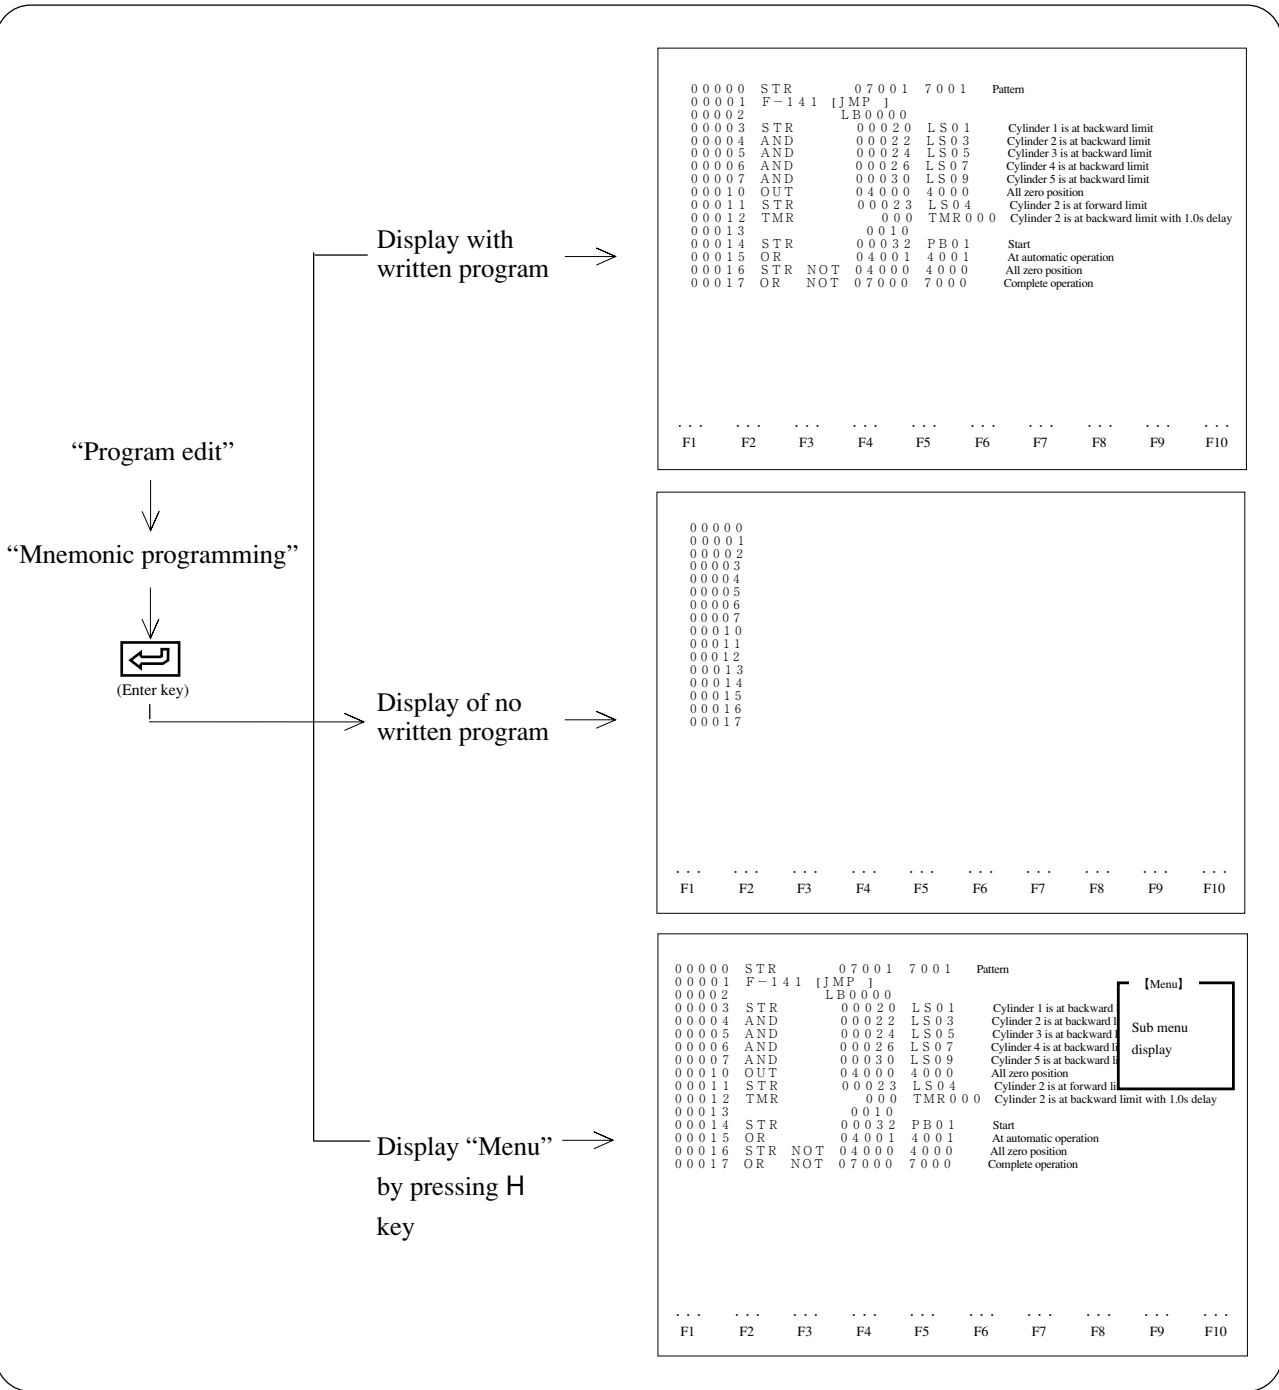 “Program edit”
“Mnemonic programming”
(Enter key)
Display with
written program
00000 STR 07001 7001 Pattern
00001 F-141 [JMP ]
00002 LB0000
00003 STR 00020 LS01 Cylinder 1 is at backward limit
00004 AND 00022 LS03 Cylinder 2 is at backward limit
00005 AND 00024 LS05 Cylinder 3 is at backward limit
00006 AND 00026 LS07 Cylinder 4 is at backward limit
00007 AND 00030 LS09 Cylinder 5 is at backward limit
00010 OUT 04000 4000 All zero position
00011 STR 00023 LS04 Cylinder 2 is at forward limit
00012 TMR 000 TMR000 Cylinder 2 is at backward limit with 1.0s delay
00013 0010
00014 STR 00032 PB01 Start
00015 OR 04001 4001 At automatic operation
00016 STR NOT 04000 4000 All zero position
00017 OR NOT 07000 7000 Complete operation
... ... ... ... ... ... ... ... ... ...
F1 F2 F3 F4 F5 F6 F7 F8 F9 F10
Display of no
written program
00000
00001
00002
00003
00004
00005
00006
00007
00010
00011
00012
00013
00014
00015
00016
00017
... ... ... ... ... ... ... ... ... ...
F1 F2 F3 F4 F5 F6 F7 F8 F9 F10
Display “Menu”
by pressing H
key
00000 STR 07001 7001 Pattern
00001 F-141 [JMP ]
00002 LB0000
00003 STR 00020 LS01 Cylinder 1 is at backward
00004 AND 00022 LS03 Cylinder 2 is at backward l
00005 AND 00024 LS05 Cylinder 3 is at backward l
00006 AND 00026 LS07 Cylinder 4 is at backward li
00007 AND 00030 LS09 Cylinder 5 is at backward li
00010 OUT 04000 4000 All zero position
00011 STR 00023 LS04 Cylinder 2 is at forward li
00012 TMR 000 TMR000 Cylinder 2 is at backward limit with 1.0s delay
00013 0010
00014 STR 00032 PB01 Start
00015 OR 04001 4001 At automatic operation
00016 STR NOT 04000 4000 All zero position
00017 OR NOT 07000 7000 Complete operation
【Menu】
Sub menu
display
... ... ... ... ... ... ... ... ... ...
F1 F2 F3 F4 F5 F6 F7 F8 F9 F10